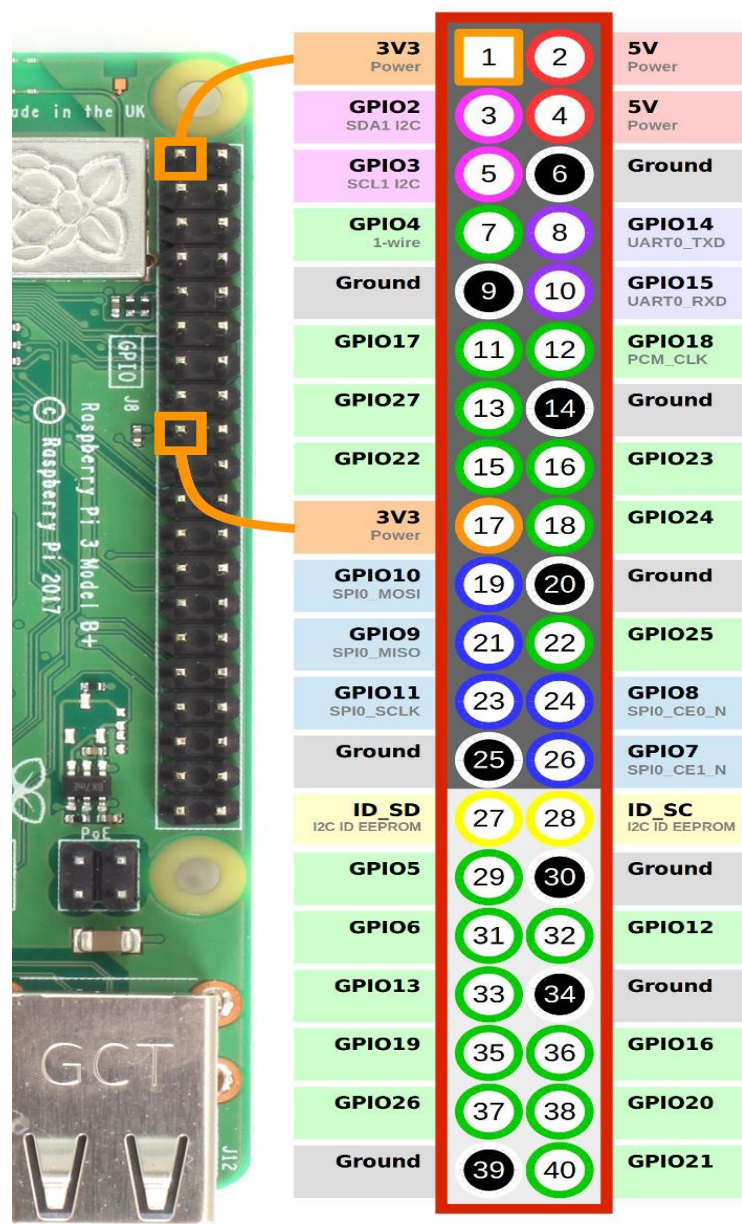 ade in the UK
GPIO
J8
Raspberry Pi 3 Model B+
© Raspberry Pi 2017
PoE
GCT
J12
3V3
Power
1
2
5V
Power
GPIO2
SDA1 I2C
3
4
5V
Power
GPIO3
SCL1 I2C
5
6
Ground
GPIO4
1-wire
7
8
GPIO14
UART0_TXD
Ground
9
10
GPIO15
UART0_RXD
GPIO17
11
12
GPIO18
PCM_CLK
GPIO27
13
14
Ground
GPIO22
15
16
GPIO23
3V3
Power
17
18
GPIO24
GPIO10
SPI0_MOSI
19
20
Ground
GPIO9
SPI0_MISO
21
22
GPIO25
GPIO11
SPI0_SCLK
23
24
GPIO8
SPI0_CE0_N
Ground
25
26
GPIO7
SPI0_CE1_N
ID_SD
I2C ID EEPROM
27
28
ID_SC
I2C ID EEPROM
GPIO5
29
30
Ground
GPIO6
31
32
GPIO12
GPIO13
33
34
Ground
GPIO19
35
36
GPIO16
GPIO26
37
38
GPIO20
Ground
39
40
GPIO21